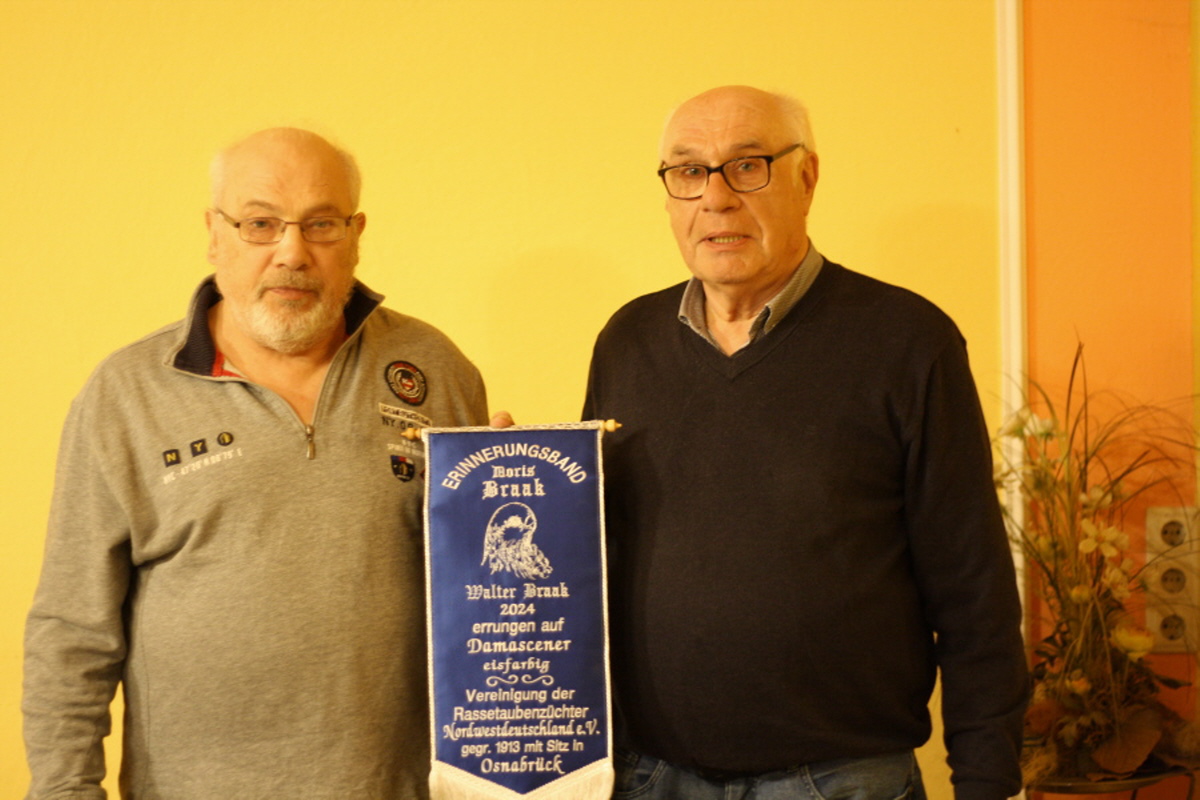 ERINNERUNGSBAND
Boris
Braak
Walter Braak
2024
errungen auf
Damascener
eisfarbig
Vereinigung der
Rassetaubenzüchter
Nordwestdeutschland e.V.
gegr. 1913 mit Sitz in
Osnabrück
N Y